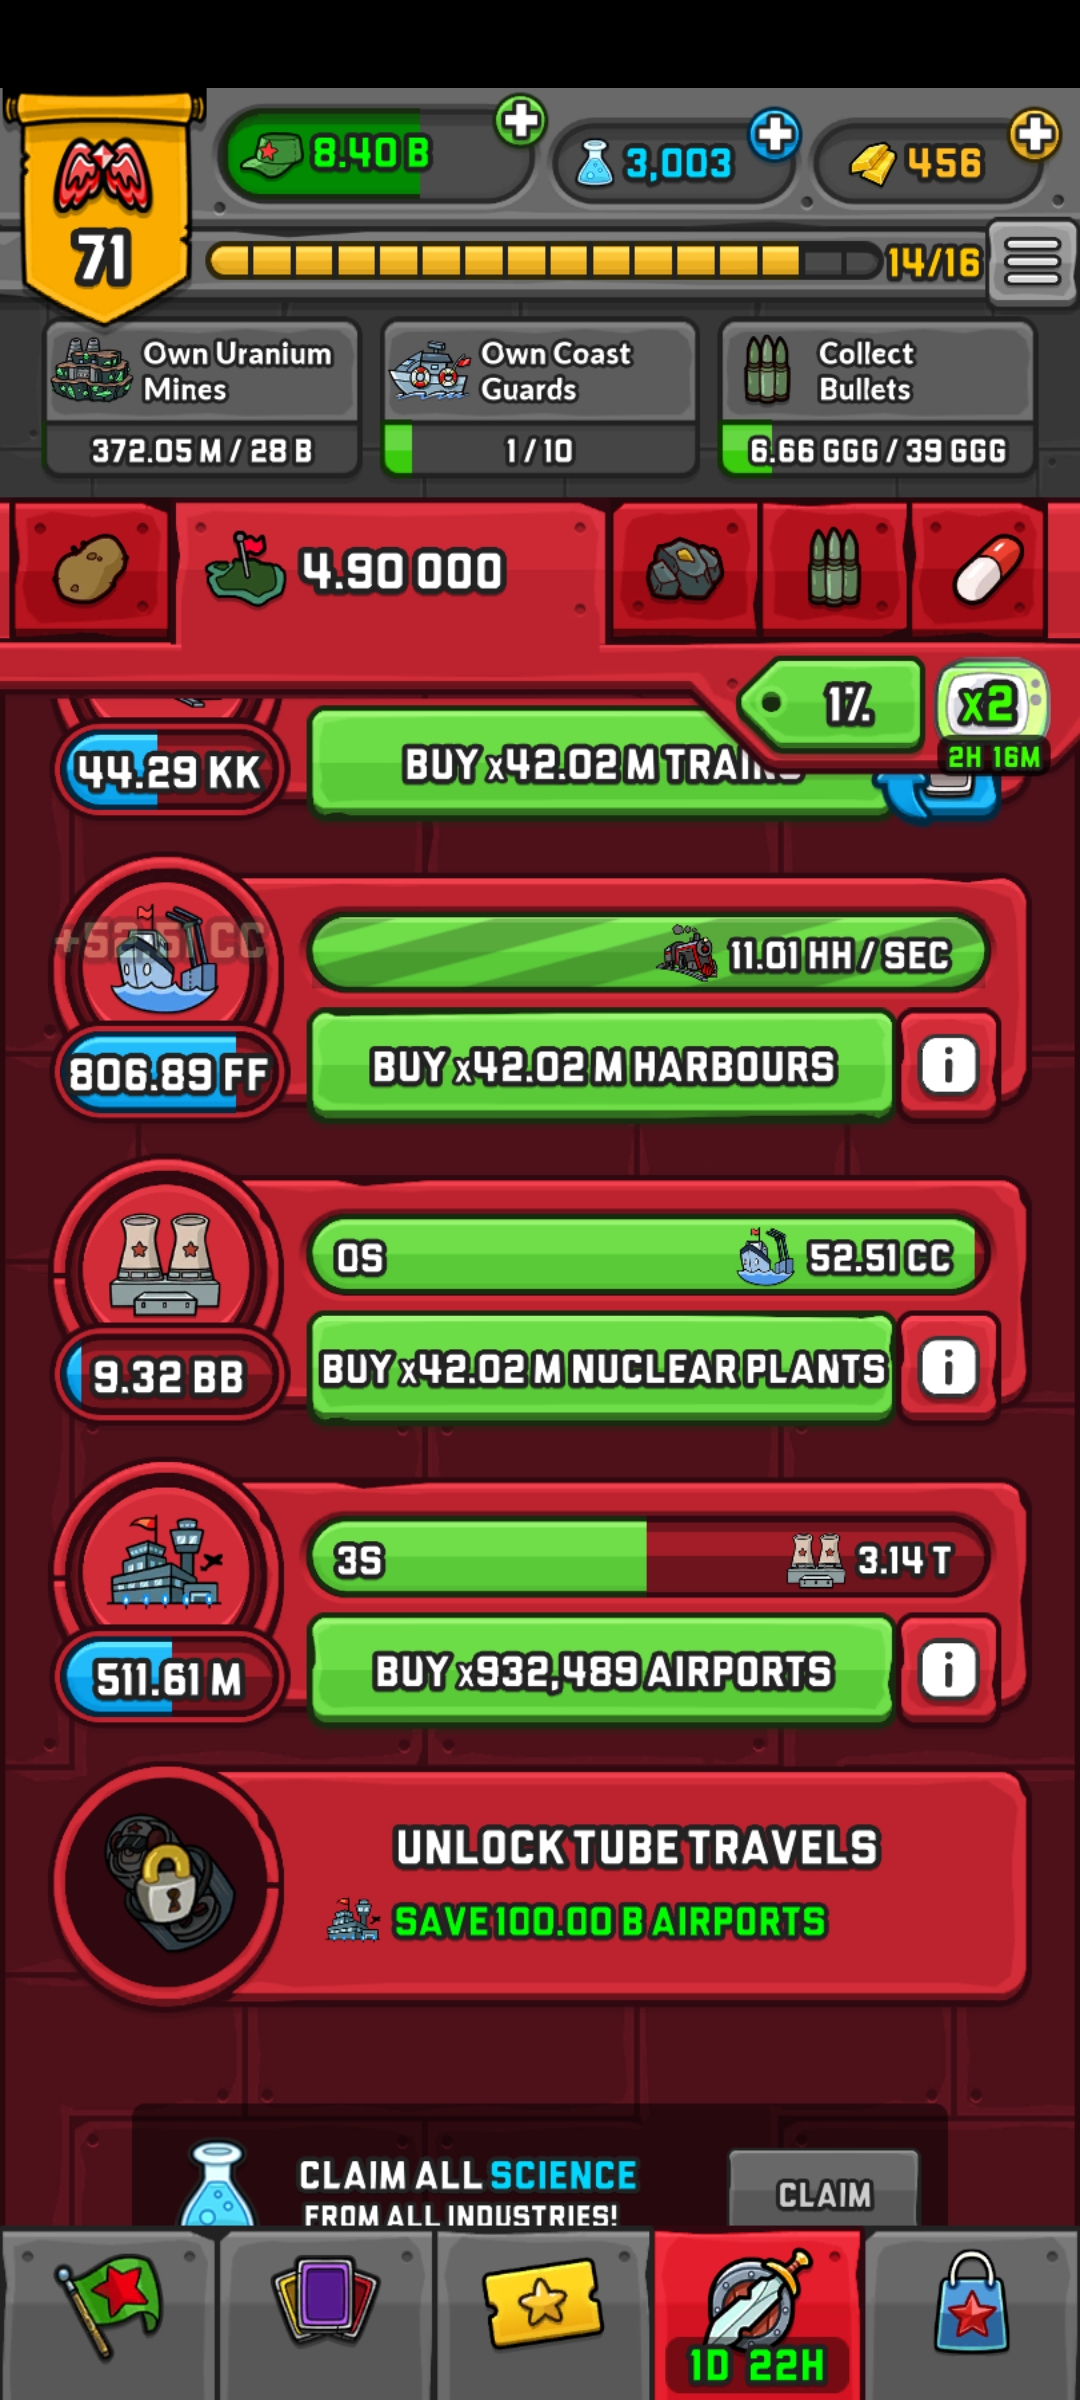 8.40 B
3,003
456
71
14/16
Own Uranium
Mines
372.05 M / 28 B
Own Coast
Guards
1 / 10
Collect
Bullets
6.66 GGG / 39 GGG
4.90 OOO
1%
x2
2H 16M
44.29 KK
BUY x42.02 M TRAINS
+52.51 CC
11.01 HH / SEC
806.89 FF
BUY x42.02 M HARBOURS
i
0S
52.51 CC
9.32 BB
BUY x42.02 M NUCLEAR PLANTS
i
3S
3.14 T
511.61 M
BUY x932,489 AIRPORTS
i
UNLOCK TUBE TRAVELS
SAVE 100.00 B AIRPORTS
CLAIM ALL SCIENCE
FROM ALL INDUSTRIES!
CLAIM
1D 22H